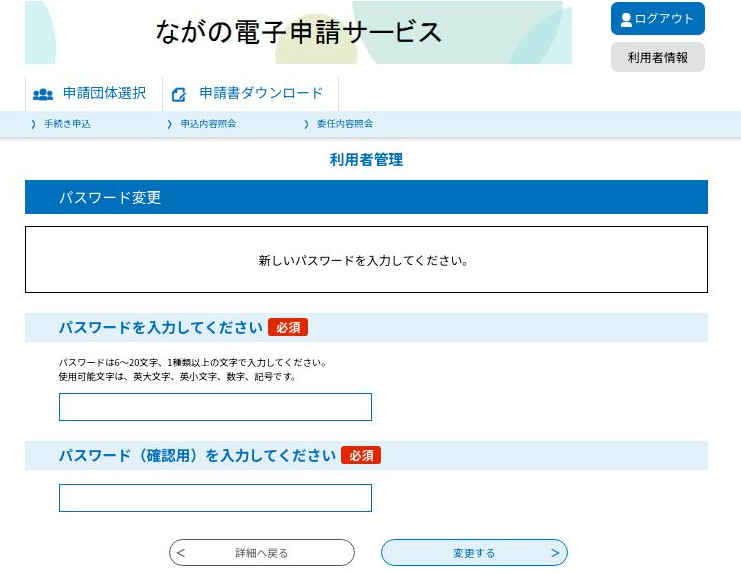 ながの電子申請サービス
ログアウト
利用者情報
申請団体選択
申請書ダウンロード
手続き申込
申込内容照会
委任内容照会
利用者管理
パスワード変更
新しいパスワードを入力してください。
パスワードを入力してください 必須
パスワードは6～20文字、1種類以上の文字で入力してください。
使用可能文字は、英大文字、英小文字、数字、記号です。
パスワード（確認用）を入力してください 必須
詳細へ戻る
変更する